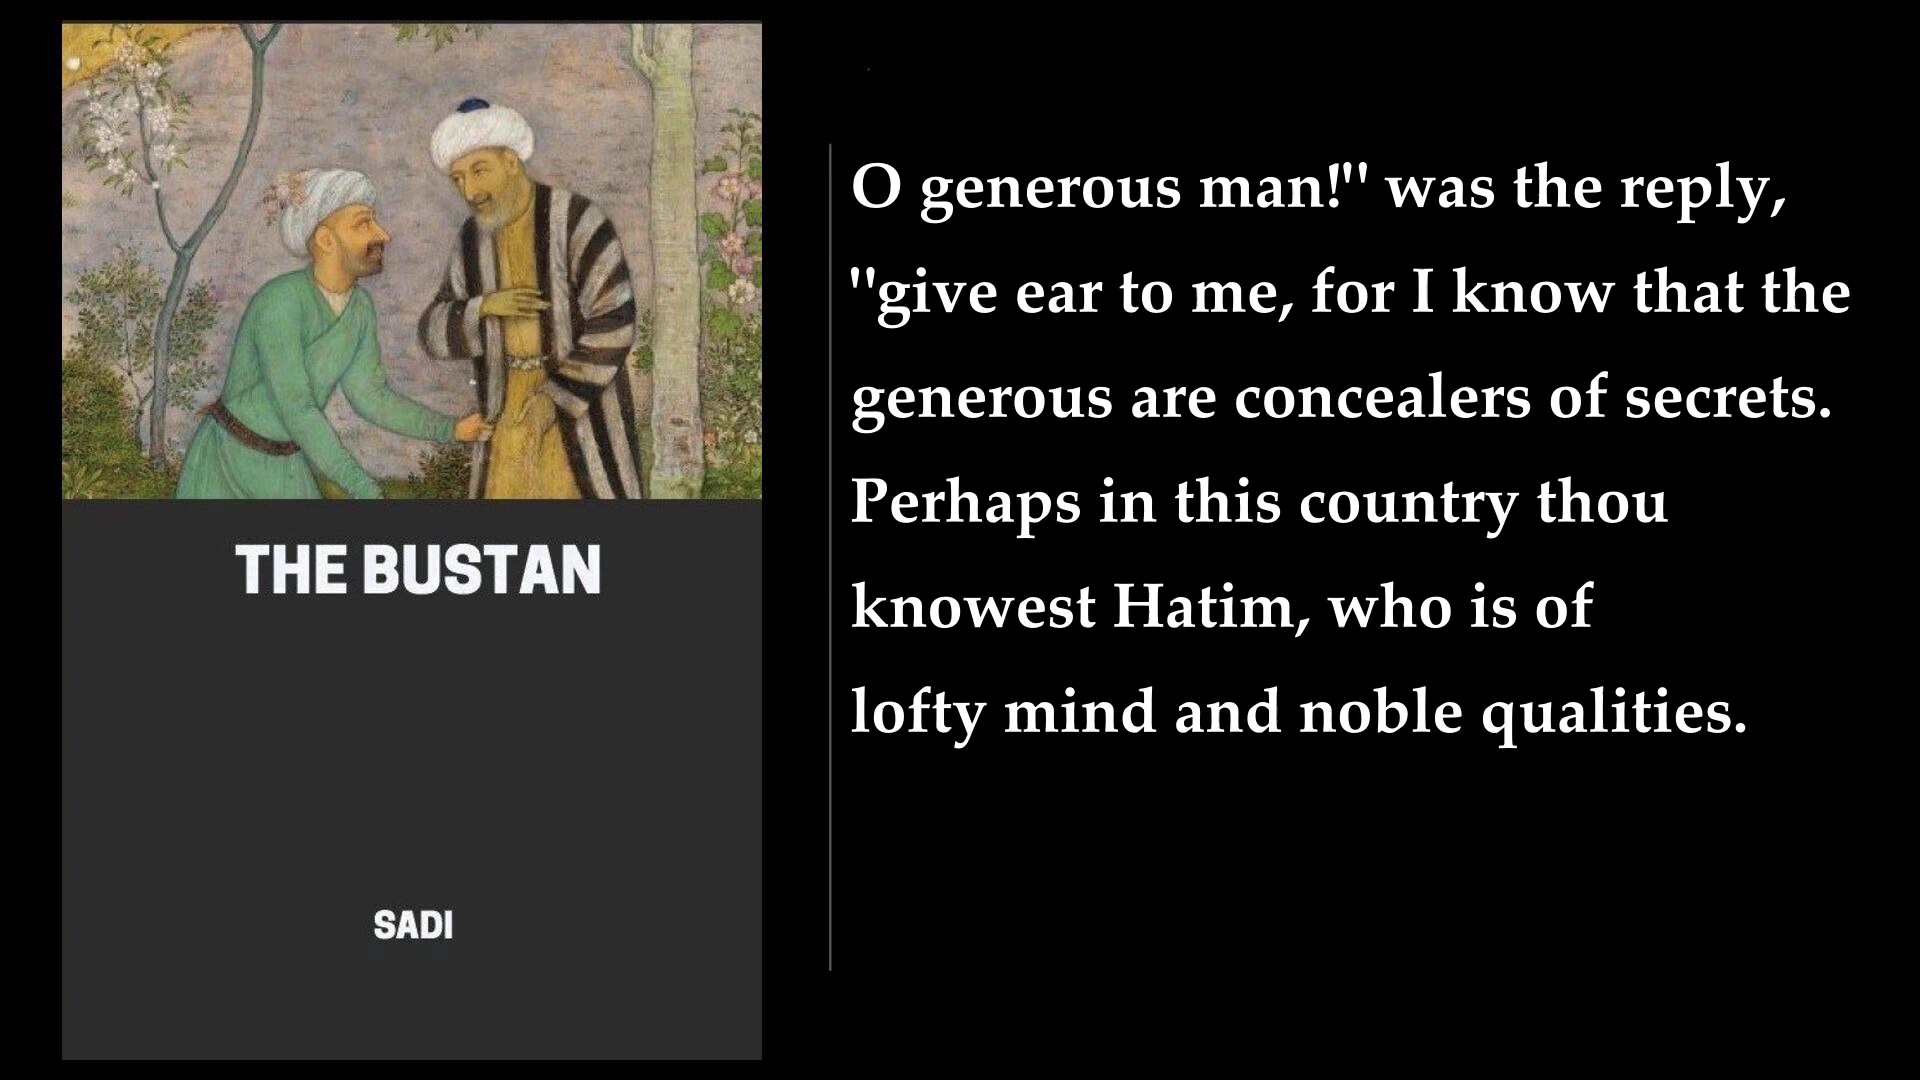 THE BUSTAN
SADI
O generous man!" was the reply,
"give ear to me, for I know that the
generous are concealers of secrets.
Perhaps in this country thou
knowest Hatim, who is of
lofty mind and noble qualities.